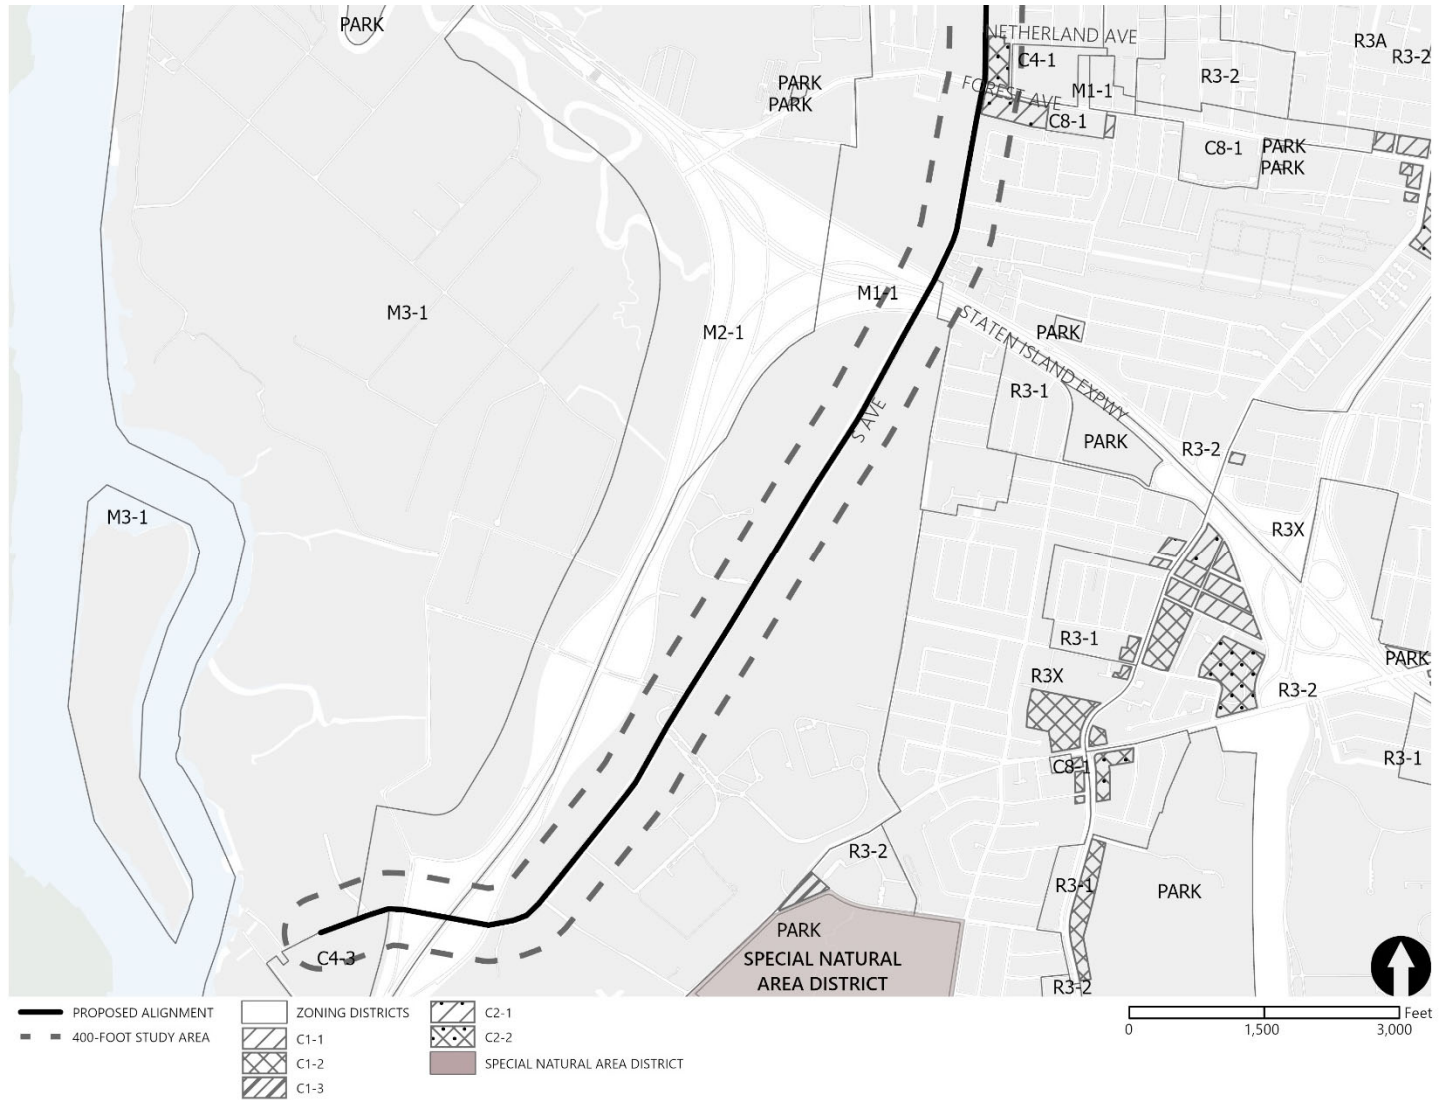 PARK
NETHERLAND AVE
R3A
R3-2
C4-1
R3-2
PARK
PARK
FOREST AVE
M1-1
C8-1
C8-1
PARK
PARK
M1-1
M3-1
M2-1
STATEN ISLAND EXPWY
PARK
R3-1
S AVE
PARK
R3-2
M3-1
R3X
R3-1
PARK
R3X
R3-2
R3-1
C8-1
R3-2
R3-1
PARK
PARK
C4-3
SPECIAL NATURAL
AREA DISTRICT
R3-2
PROPOSED ALIGNMENT
400-FOOT STUDY AREA
ZONING DISTRICTS
C1-1
C1-2
C1-3
C2-1
C2-2
SPECIAL NATURAL AREA DISTRICT
Feet
0 1,500 3,000